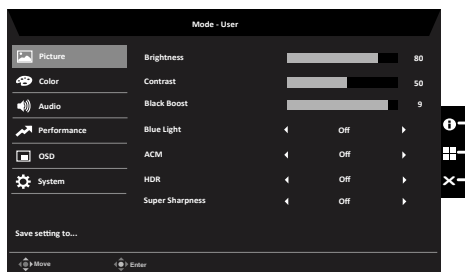 Mode - User
Picture
Color
Audio
Performance
OSD
System
Save setting to...
Brightness 80
Contrast 50
Black Boost 9
Blue Light Off
ACM Off
HDR Off
Super Sharpness Off
Move Enter